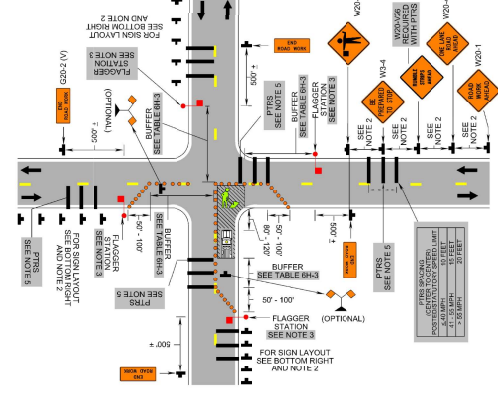 FOR SIGN LAYOUT
SEE BOTTOM RIGHT
AND NOTE 2
FLAGGER
STATION
SEE NOTE 3
G20-2 (V)
END
ROAD WORK
500' ±
(OPTIONAL)
BUFFER
SEE TABLE 6H-3
END
ROAD WORK
500' ±
PTRS
SEE NOTE 5
BUFFER
SEE TABLE 6H-3
FLAGGER
STATION
SEE NOTE 3
W20-
W3-4
BE
PREPARED
TO STOP
W20-V26
REQUIRED
WITH PTRS
RUMBLE
STRIPS
AHEAD
W20-
ONE LANE
ROAD
AHEAD
W20-1
ROAD
WORK
AHEAD
SEE
NOTE 2
SEE
NOTE 2
SEE
NOTE 2
SEE
NOTE 2
PTRS
SEE NOTE 5
FOR SIGN LAYOUT
SEE BOTTOM RIGHT
AND NOTE 2
FLAGGER
STATION
SEE NOTE 3
50' - 100'
BUFFER
SEE TABLE 6H-3
PTRS
SEE NOTE 5
80' - 120'
50' - 100'
500' ±
END
ROAD WORK
PTRS
SEE NOTE 5
PTRS SPACING
(CENTER TO CENTER)
POSTED/STATUTORY SPEED LIMIT
≤ 40 MPH 10 FEET
41 - 55 MPH 15 FEET
> 55 MPH 20 FEET
BUFFER
SEE TABLE 6H-3
50' - 100'
(OPTIONAL)
FLAGGER
STATION
SEE NOTE 3
500' ±
END
ROAD WORK
FOR SIGN LAYOUT
SEE BOTTOM RIGHT
AND NOTE 2